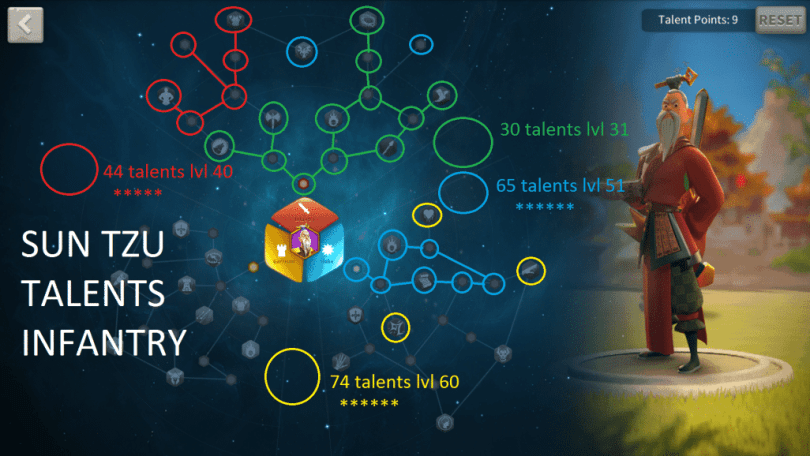 Talent Points: 9
RESET
30 talents lvl 31
44 talents lvl 40
*****
65 talents lvl 51
******
SUN TZU
TALENTS
INFANTRY
74 talents lvl 60
******